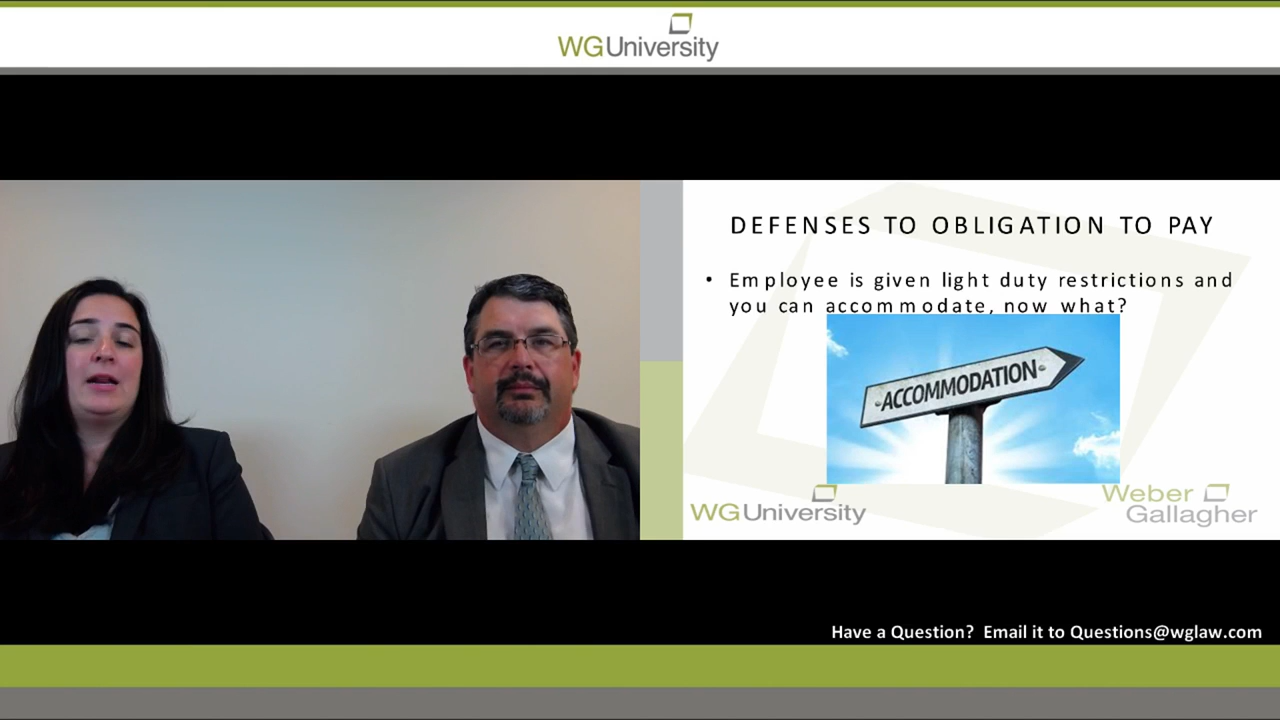 WGUniversity
DEFENSES TO OBLIGATION TO PAY
• Employee is given light duty restrictions and
you can accommodate, now what?
ACCOMMODATION
WGUniversity
Weber
Gallagher
Have a Question? Email it to Questions@wglaw.com